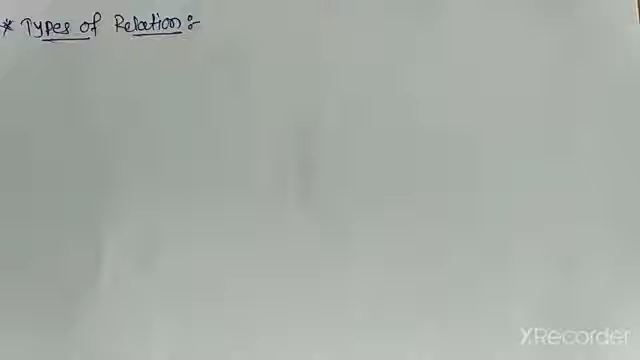 * Types of Relation :-
XRecorder